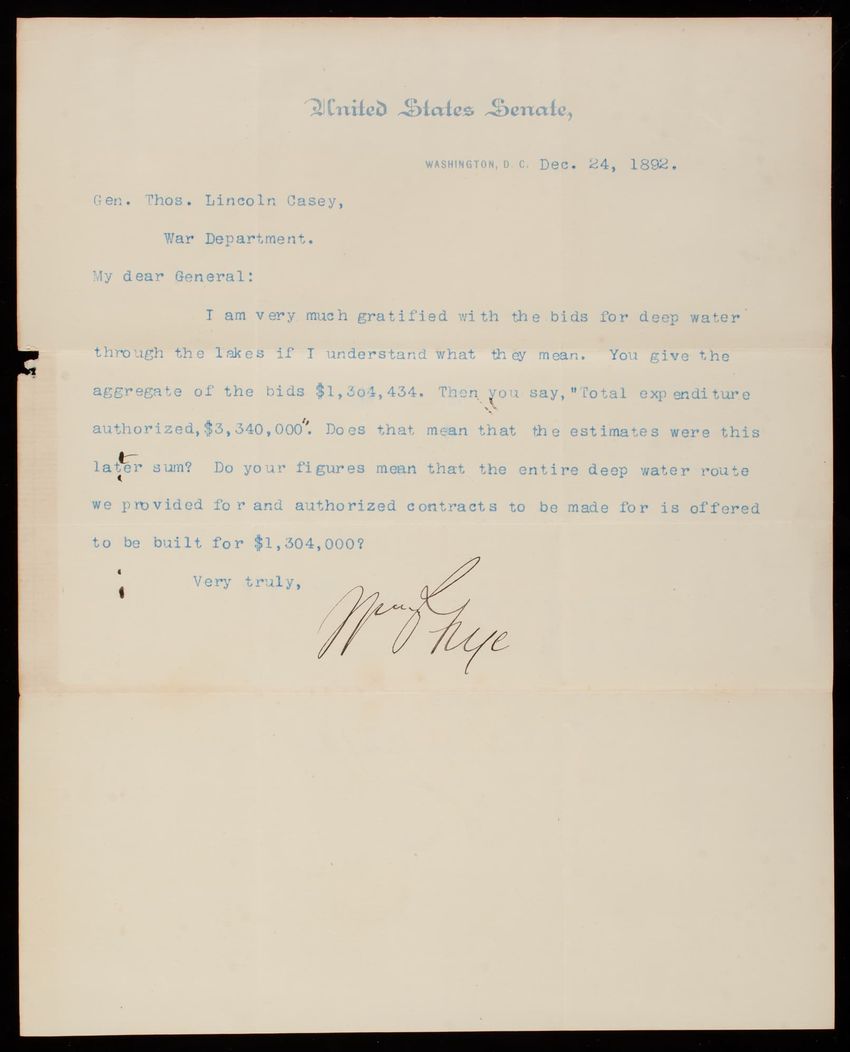 United States Senate,
WASHINGTON, D. C. Dec. 24, 1892.
Gen. Thos. Lincoln Casey,
War Department.
My dear General:
I am very much gratified with the bids for deep water
through the lakes if I understand what they mean. You give the
aggregate of the bids $1,3o4,434. Then you say,"Total expenditure
authorized,$3,340,000". Does that mean that the estimates were this
latter sum? Do your figures mean that the entire deep water route
we provided for and authorized contracts to be made for is offered
to be built for $1,304,000?
Very truly,
Wm P Frye